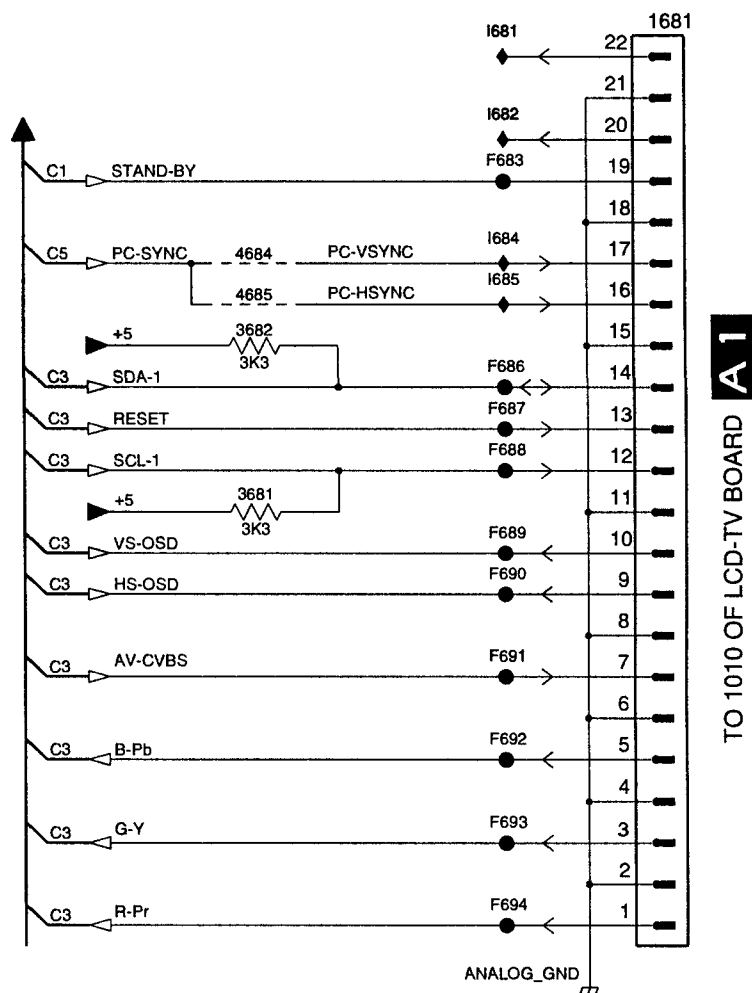 1681
I681 22
21
I682 20
C1 STAND-BY F683 19
18
C5 PC-SYNC 4684 PC-VSYNC I684 17
4685 PC-HSYNC I685 16
+5 3682 3K3 15
C3 SDA-1 F686 14
C3 RESET F687 13
C3 SCL-1 F688 12
+5 3681 3K3 11
C3 VS-OSD F689 10
C3 HS-OSD F690 9
8
C3 AV-CVBS F691 7
6
C3 B-Pb F692 5
4
C3 G-Y F693 3
2
C3 R-Pr F694 1
ANALOG_GND
TO 1010 OF LCD-TV BOARD A 1